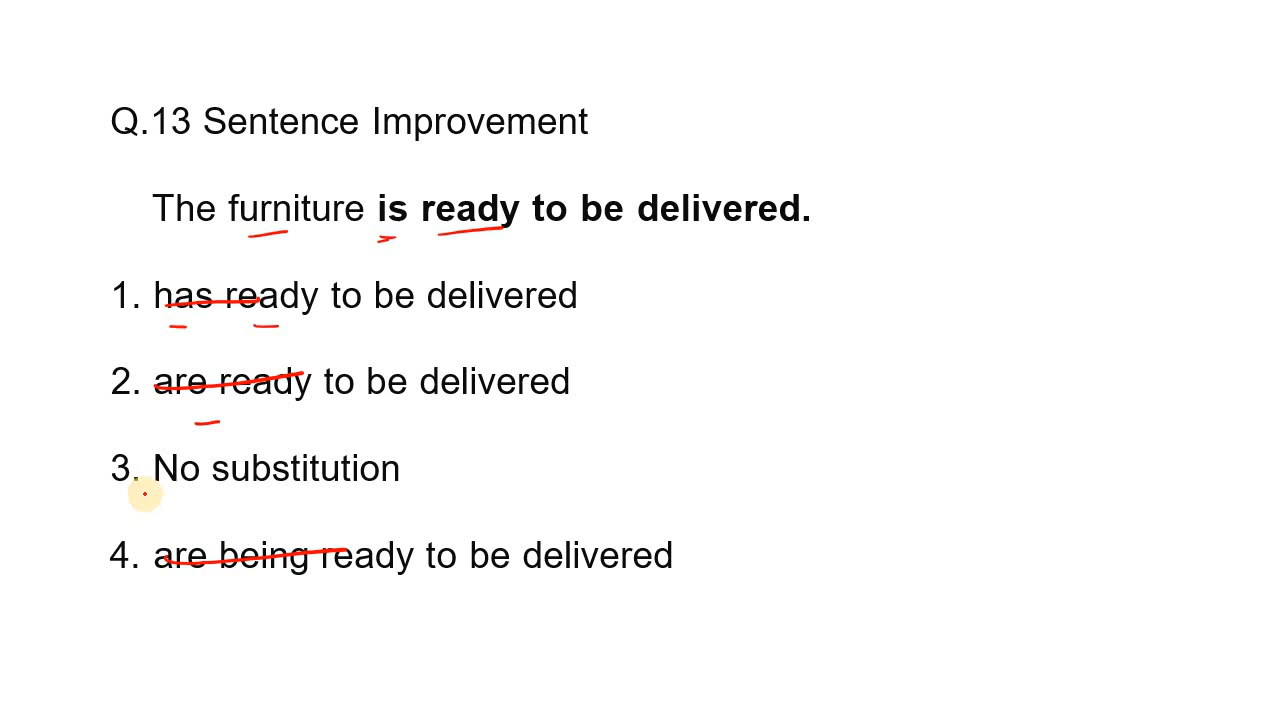 Q.13 Sentence Improvement
The furniture is ready to be delivered.
1. has ready to be delivered
2. are ready to be delivered
3. No substitution
4. are being ready to be delivered